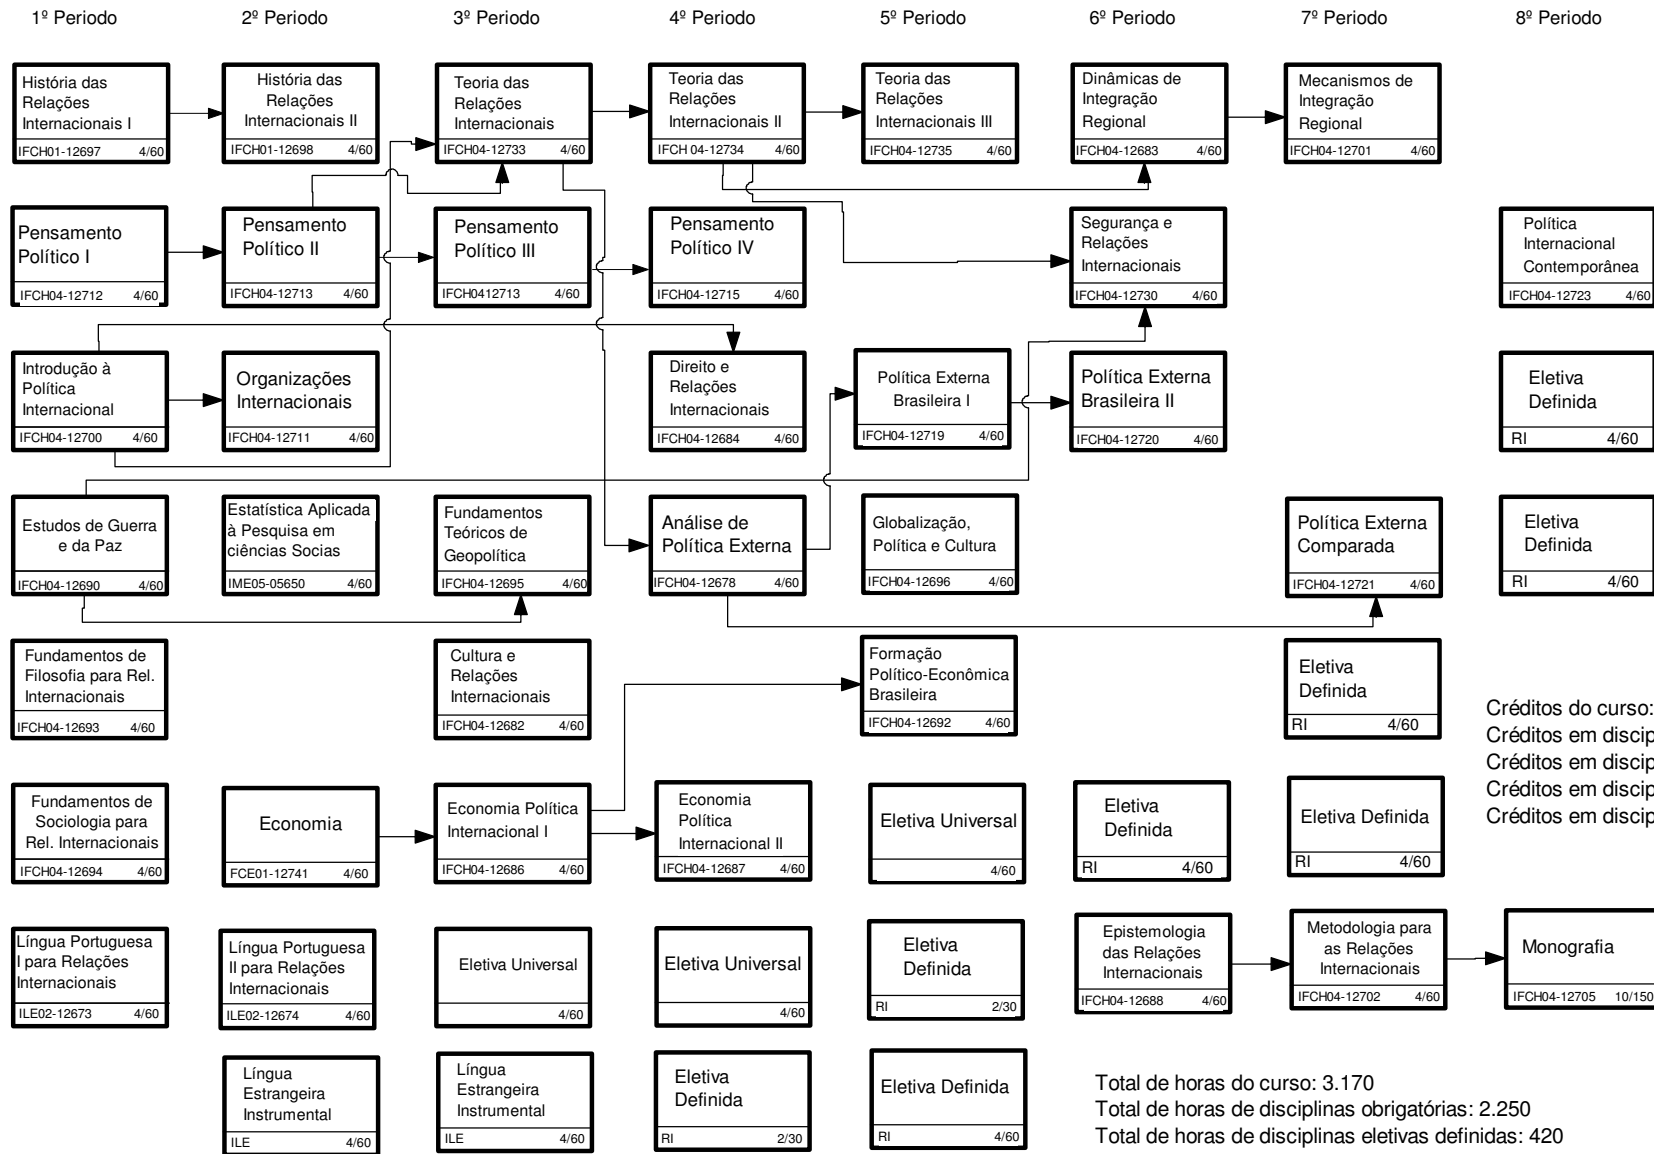 1º Periodo
2º Periodo
3º Periodo
4º Periodo
5º Periodo
6º Periodo
7º Periodo
8º Periodo
História das
Relações
Internacionais I
IFCH01-12697 4/60
História das
Relações
Internacionais II
IFCH01-12698 4/60
Teoria das
Relações
Internacionais
IFCH04-12733 4/60
Teoria das
Relações
Internacionais II
IFCH 04-12734 4/60
Teoria das
Relações
Internacionais III
IFCH04-12735 4/60
Dinâmicas de
Integração
Regional
IFCH04-12683 4/60
Mecanismos de
Integração
Regional
IFCH04-12701 4/60
Pensamento
Político I
IFCH04-12712 4/60
Pensamento
Político II
IFCH04-12713 4/60
Pensamento
Político III
IFCH0412713 4/60
Pensamento
Político IV
IFCH04-12715 4/60
Segurança e
Relações
Internacionais
IFCH04-12730 4/60
Política
Internacional
Contemporânea
IFCH04-12723 4/60
Introdução à
Política
Internacional
IFCH04-12700 4/60
Organizações
Internacionais
IFCH04-12711 4/60
Direito e
Relações
Internacionais
IFCH04-12684 4/60
Política Externa
Brasileira I
IFCH04-12719 4/60
Política Externa
Brasileira II
IFCH04-12720 4/60
Eletiva
Definida
RI 4/60
Estudos de Guerra
e da Paz
IFCH04-12690 4/60
Estatística Aplicada
à Pesquisa em
ciências Socias
IME05-05650 4/60
Fundamentos
Teóricos de
Geopolítica
IFCH04-12695 4/60
Análise de
Política Externa
IFCH04-12678 4/60
Globalização,
Política e Cultura
IFCH04-12696 4/60
Política Externa
Comparada
IFCH04-12721 4/60
Eletiva
Definida
RI 4/60
Fundamentos de
Filosofia para Rel.
Internacionais
IFCH04-12693 4/60
Cultura e
Relações
Internacionais
IFCH04-12682 4/60
Formação
Político-Econômica
Brasileira
IFCH04-12692 4/60
Eletiva
Definida
RI 4/60
Créditos do curso:
Créditos em discip
Créditos em discip
Créditos em discip
Créditos em discip
Fundamentos de
Sociologia para
Rel. Internacionais
IFCH04-12694 4/60
Economia
FCE01-12741 4/60
Economia Política
Internacional I
IFCH04-12686 4/60
Economia
Política
Internacional II
IFCH04-12687 4/60
Eletiva Universal
4/60
Eletiva
Definida
RI 4/60
Eletiva Definida
RI 4/60
Língua Portuguesa
I para Relações
Internacionais
ILE02-12673 4/60
Língua Portuguesa
II para Relações
Internacionais
ILE02-12674 4/60
Eletiva Universal
4/60
Eletiva Universal
4/60
Eletiva
Definida
RI 2/30
Epistemologia
das Relações
Internacionais
IFCH04-12688 4/60
Metodologia para
as Relações
Internacionais
IFCH04-12702 4/60
Monografia
IFCH04-12705 10/150
Língua
Estrangeira
Instrumental
ILE 4/60
Língua
Estrangeira
Instrumental
ILE 4/60
Eletiva
Definida
RI 2/30
Eletiva Definida
RI 4/60
Total de horas do curso: 3.170
Total de horas de disciplinas obrigatórias: 2.250
Total de horas de disciplinas eletivas definidas: 420